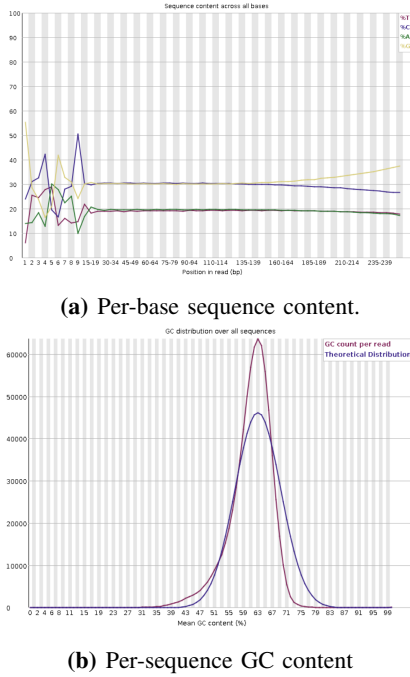 Sequence content across all bases
100
90
80
70
60
50
40
30
20
10
0
%T
%C
%A
1 2 3 4 5 6 7 8 9 15-19 30-34 45-49 60-64 75-79 90-94 110-114 135-139 160-164 185-189 210-214 235-239
Position in read (bp)
(a) Per-base sequence content.
GC distribution over all sequences
60000
50000
40000
30000
20000
10000
0
GC count per read
Theoretical Distribution
0 2 4 6 8 11 15 19 23 27 31 35 39 43 47 51 55 59 63 67 71 75 79 83 87 91 95 99
Mean GC content (%)
(b) Per-sequence GC content